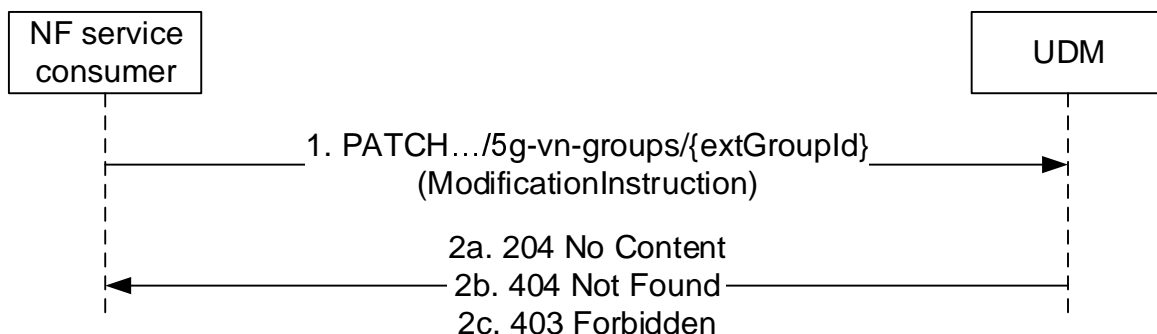 NF service
consumer
UDM
1. PATCH…/5g-vn-groups/{extGroupId}
(ModificationInstruction)
2a. 204 No Content
2b. 404 Not Found
2c. 403 Forbidden